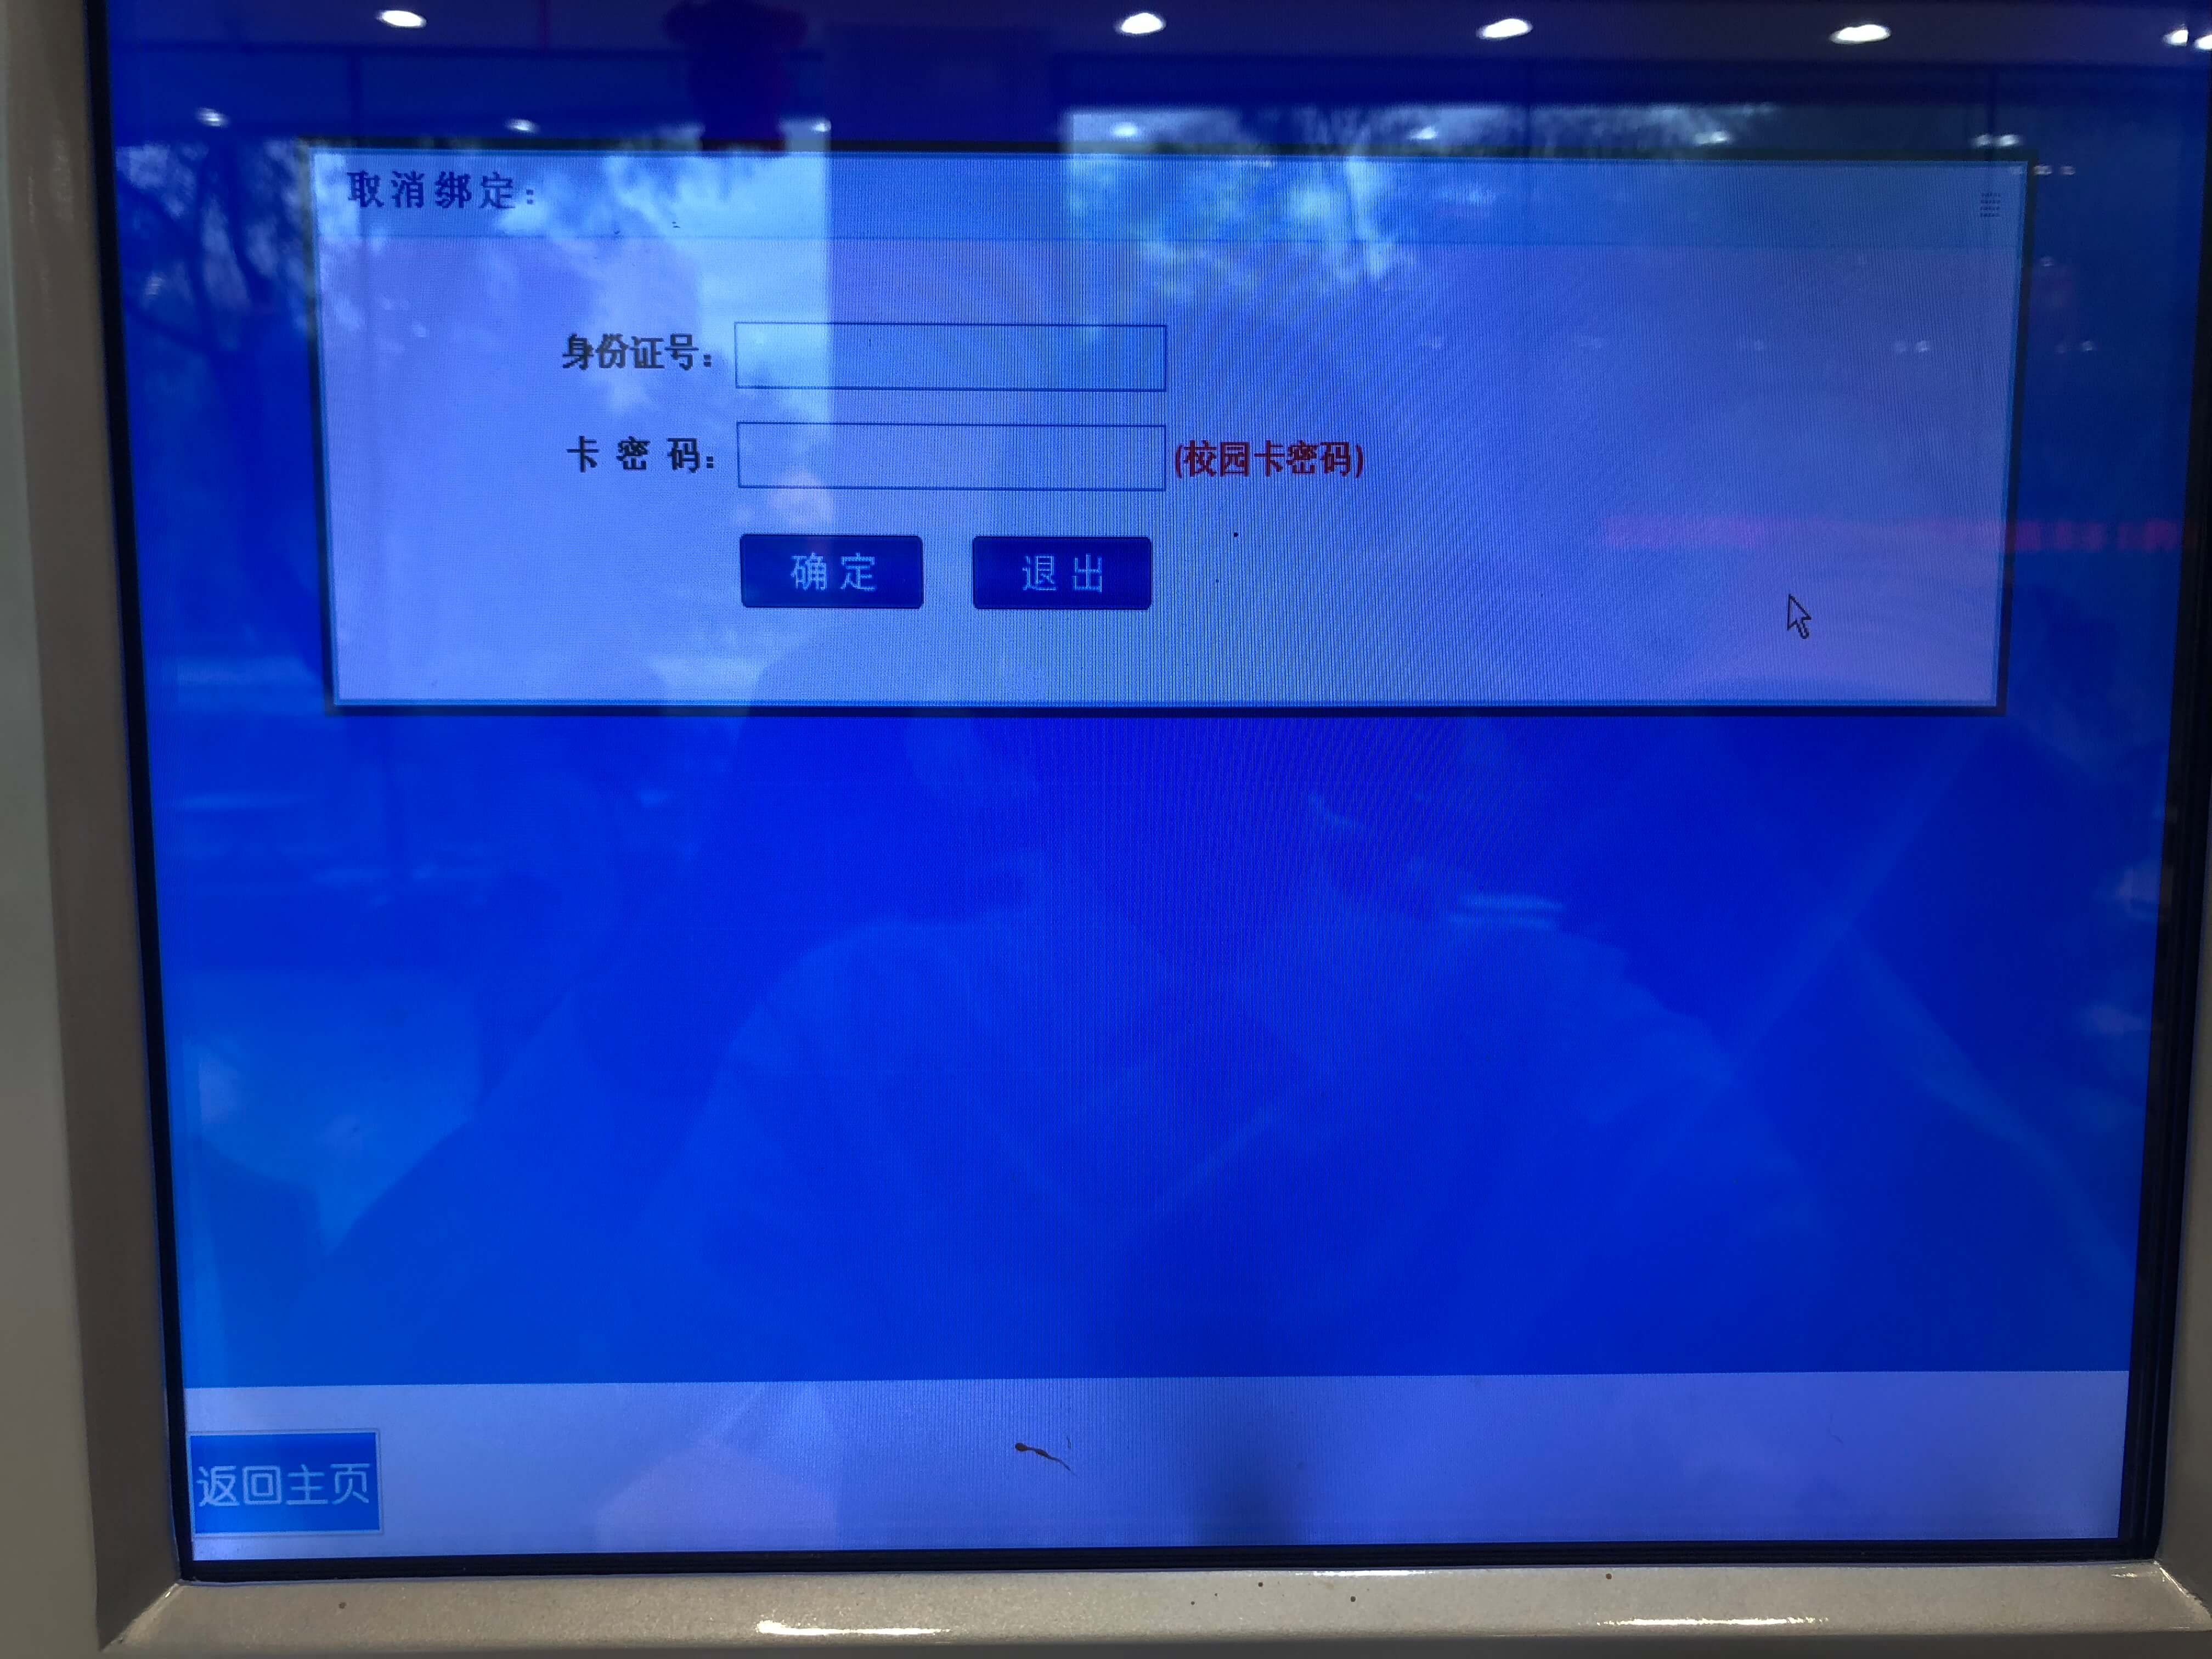 取消绑定：
身份证号：
卡 密 码： (校园卡密码)
确定 退出
返回主页